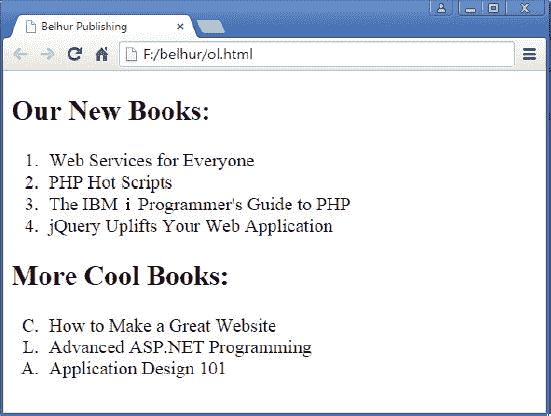 Belhur Publishing
F:/belhur/ol.html
Our New Books:
1. Web Services for Everyone
2. PHP Hot Scripts
3. The IBM i Programmer's Guide to PHP
4. jQuery Uplifts Your Web Application
More Cool Books:
C. How to Make a Great Website
L. Advanced ASP.NET Programming
A. Application Design 101